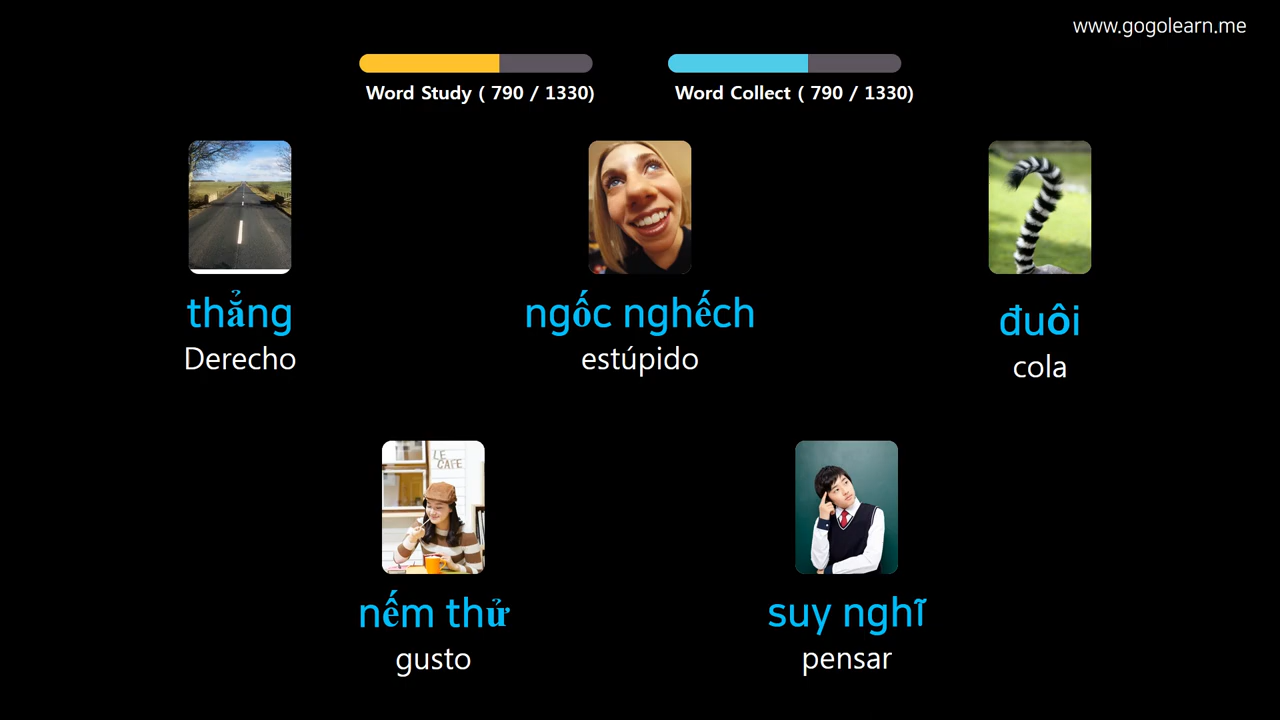 www.gogolearn.me
Word Study ( 790 / 1330)
Word Collect ( 790 / 1330)
thẳng
Derecho
ngốc nghếch
estúpido
đuôi
cola
LE CAFE
nếm thử
gusto
suy nghĩ
pensar